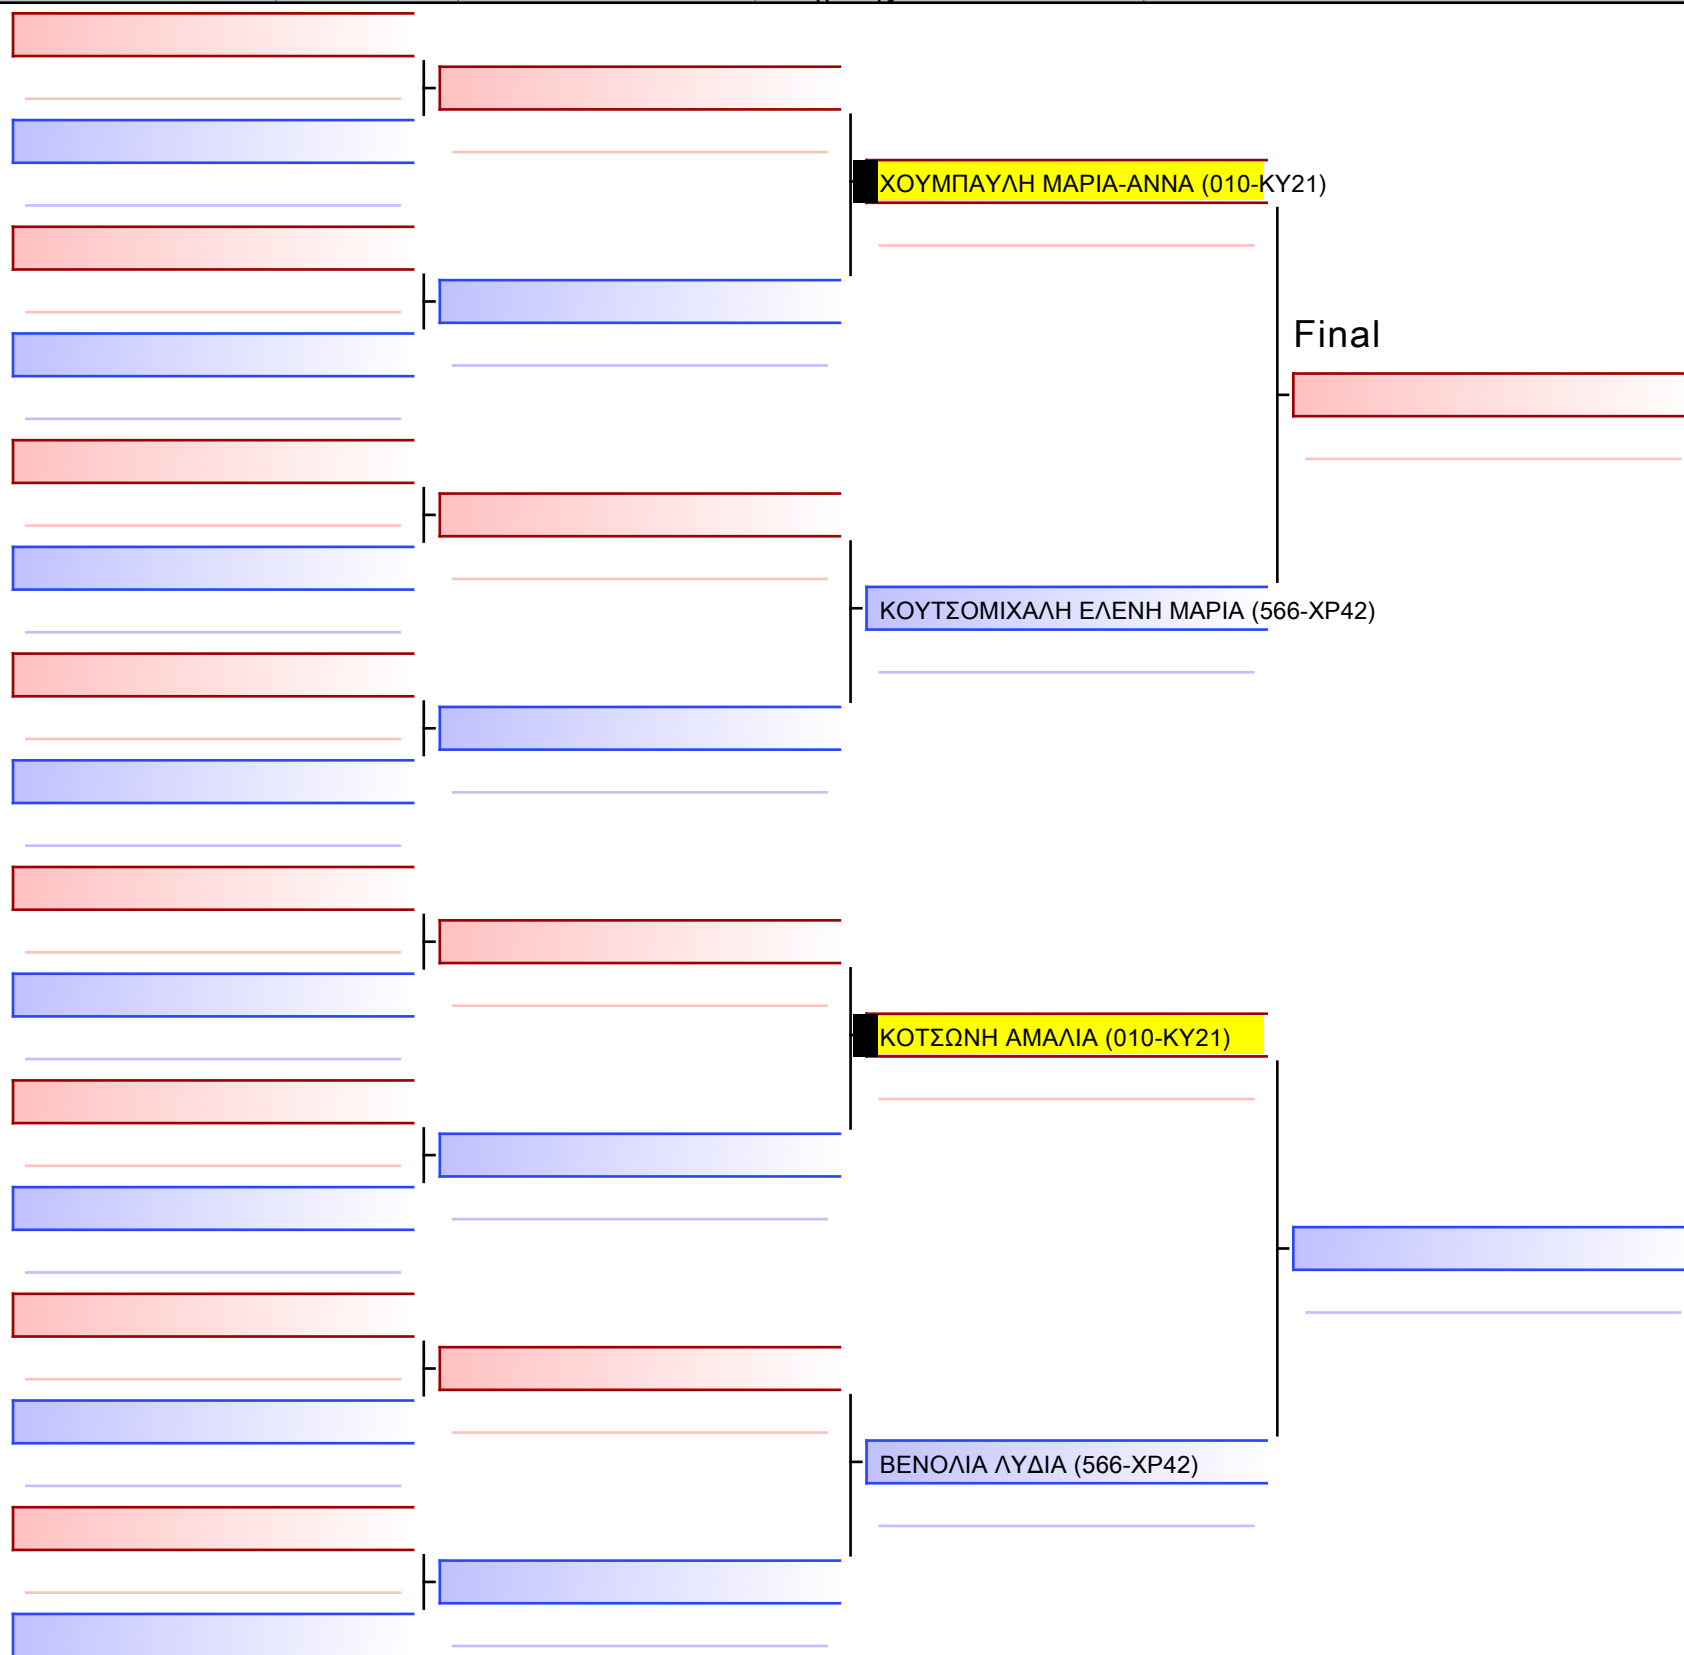 ΧΟΥΜΠΑΥΛΗ ΜΑΡΙΑ-ΑΝΝΑ (010-ΚΥ21)
Final
ΚΟΥΤΣΟΜΙΧΑΛΗ ΕΛΕΝΗ ΜΑΡΙΑ (566-ΧΡ42)
ΚΟΤΣΩΝΗ ΑΜΑΛΙΑ (010-ΚΥ21)
ΒΕΝΟΛΙΑ ΛΥΔΙΑ (566-ΧΡ42)